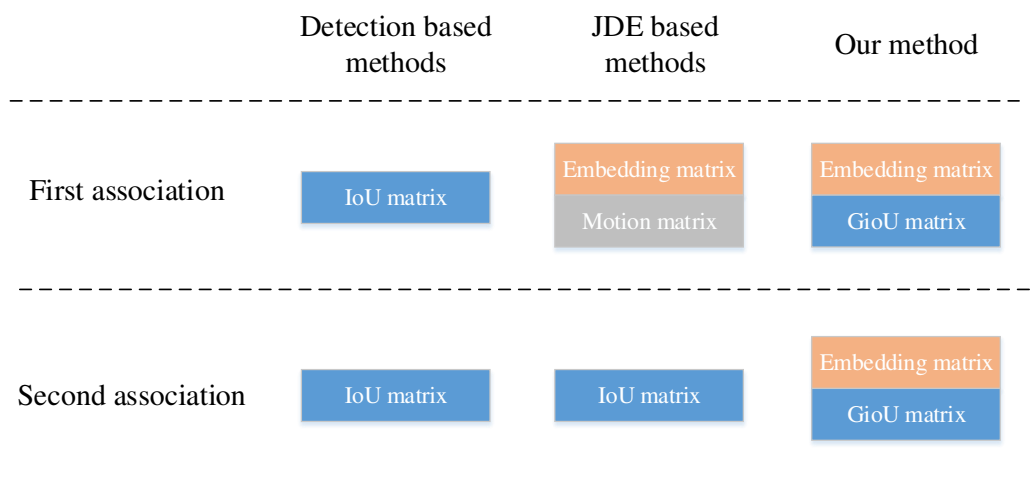 Detection based
methods
JDE based
methods
Our method
First association
IoU matrix
Embedding matrix
Motion matrix
Embedding matrix
GioU matrix
Second association
IoU matrix
IoU matrix
Embedding matrix
GioU matrix